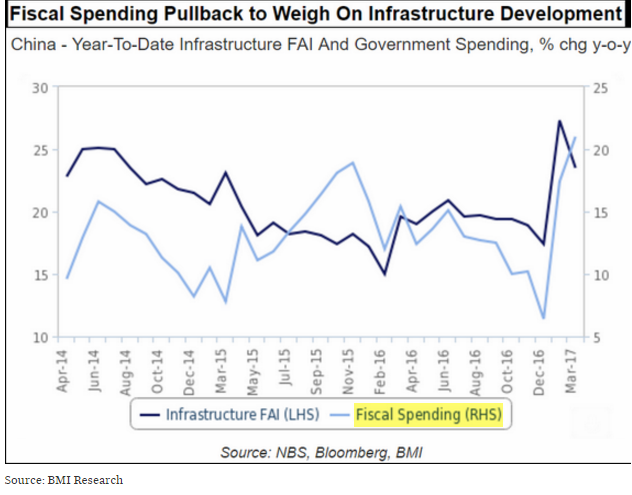 Fiscal Spending Pullback to Weigh On Infrastructure Development
China - Year-To-Date Infrastructure FAI And Government Spending, % chg y-o-y
30
25
20
15
10
25
20
15
10
5
Apr-14
Jun-14
Aug-14
Oct-14
Dec-14
Mar-15
May-15
Jul-15
Sep-15
Nov-15
Feb-16
Apr-16
Jun-16
Aug-16
Oct-16
Dec-16
Mar-17
Infrastructure FAI (LHS) Fiscal Spending (RHS)
Source: NBS, Bloomberg, BMI
Source: BMI Research